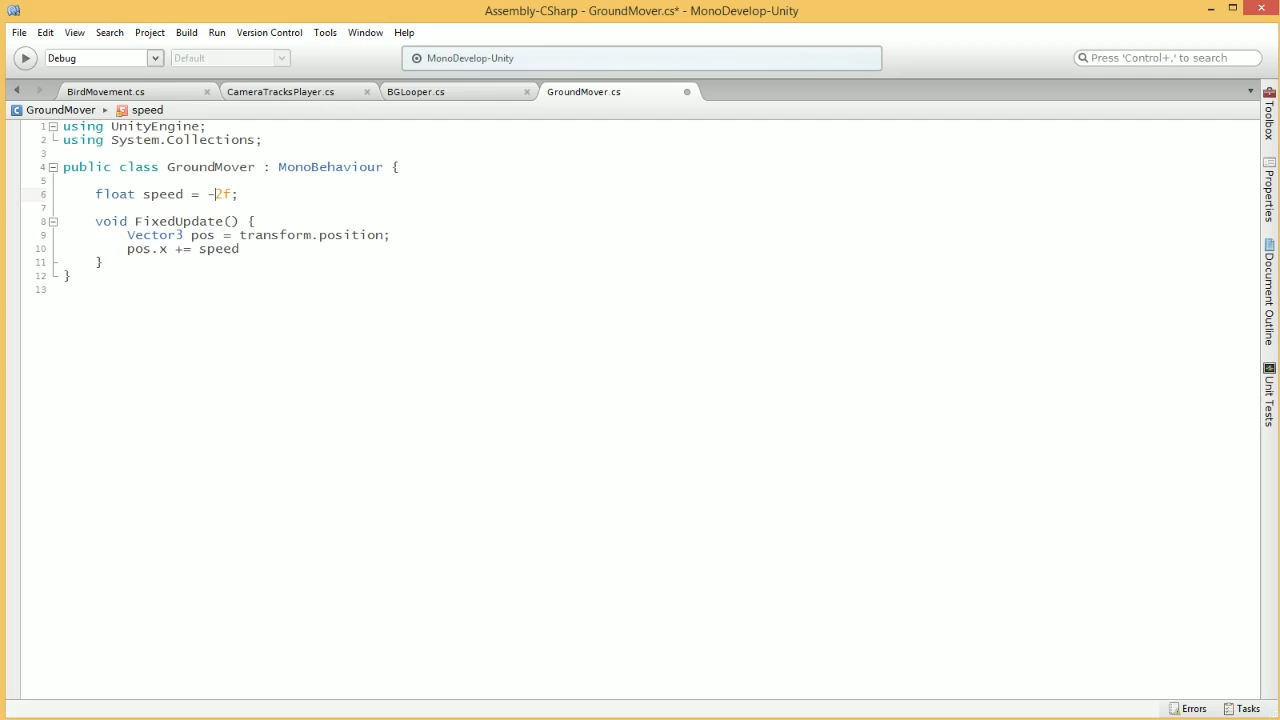 Assembly-CSharp - GroundMover.cs* - MonoDevelop-Unity
File Edit View Search Project Build Run Version Control Tools Window Help
Debug Default MonoDevelop-Unity Press 'Control+,' to search
BirdMovement.cs CameraTracksPlayer.cs BGLooper.cs GroundMover.cs
GroundMover speed
1 using UnityEngine;
2 using System.Collections;
3
4 public class GroundMover : MonoBehaviour {
5
6 float speed = -2f;
7
8 void FixedUpdate() {
9 Vector3 pos = transform.position;
10 pos.x += speed
11 }
12 }
13
Toolbox
Properties
Document Outline
Unit Tests
Errors Tasks